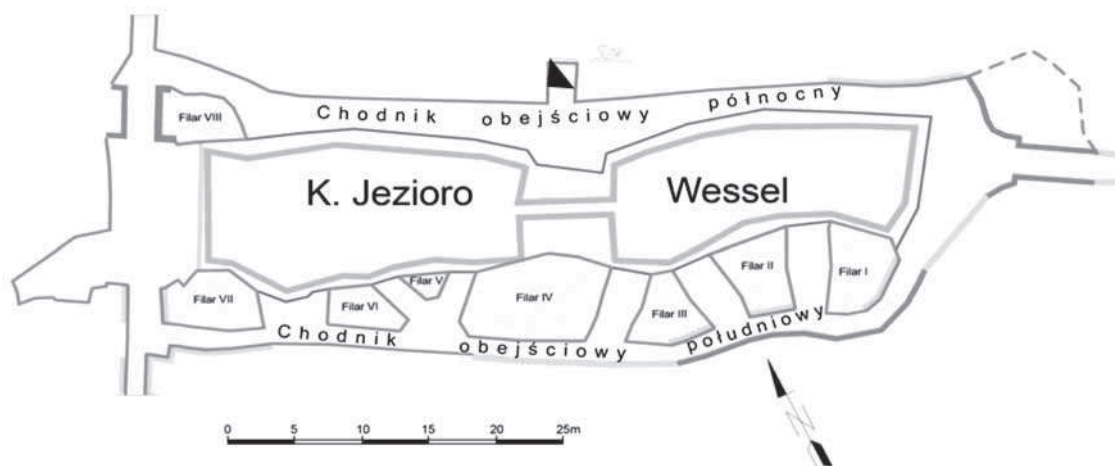 Filar VIII
Chodnik obejściowy północny
K. Jezioro Wessel
Filar VII
Filar VI
Filar V
Filar IV
Filar III
Filar II
Filar I
Chodnik obejściowy południowy
N
0 5 10 15 20 25m